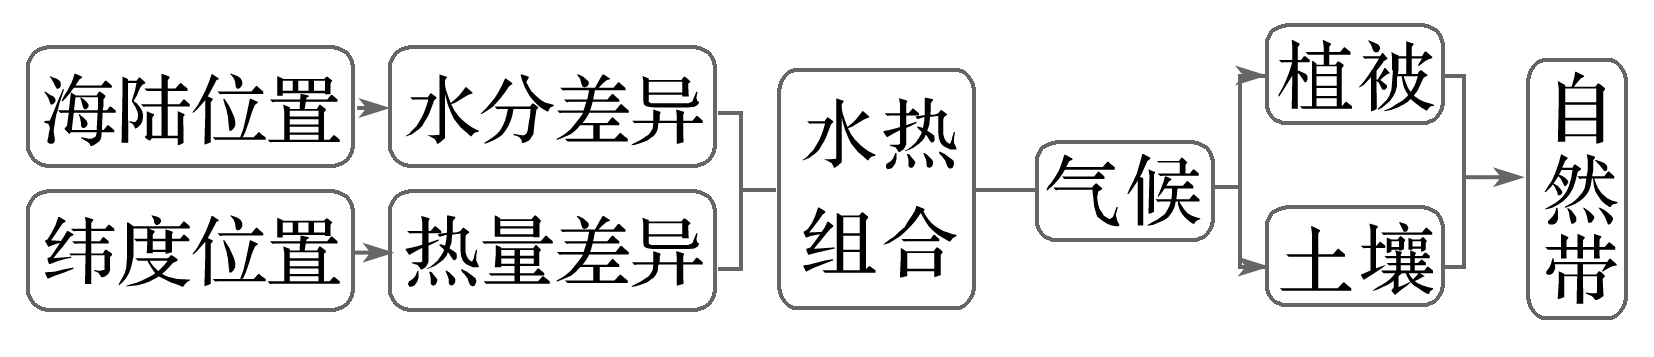 海陆位置
水分差异
纬度位置
热量差异
水热
组合
气候
植被
土壤
自然带